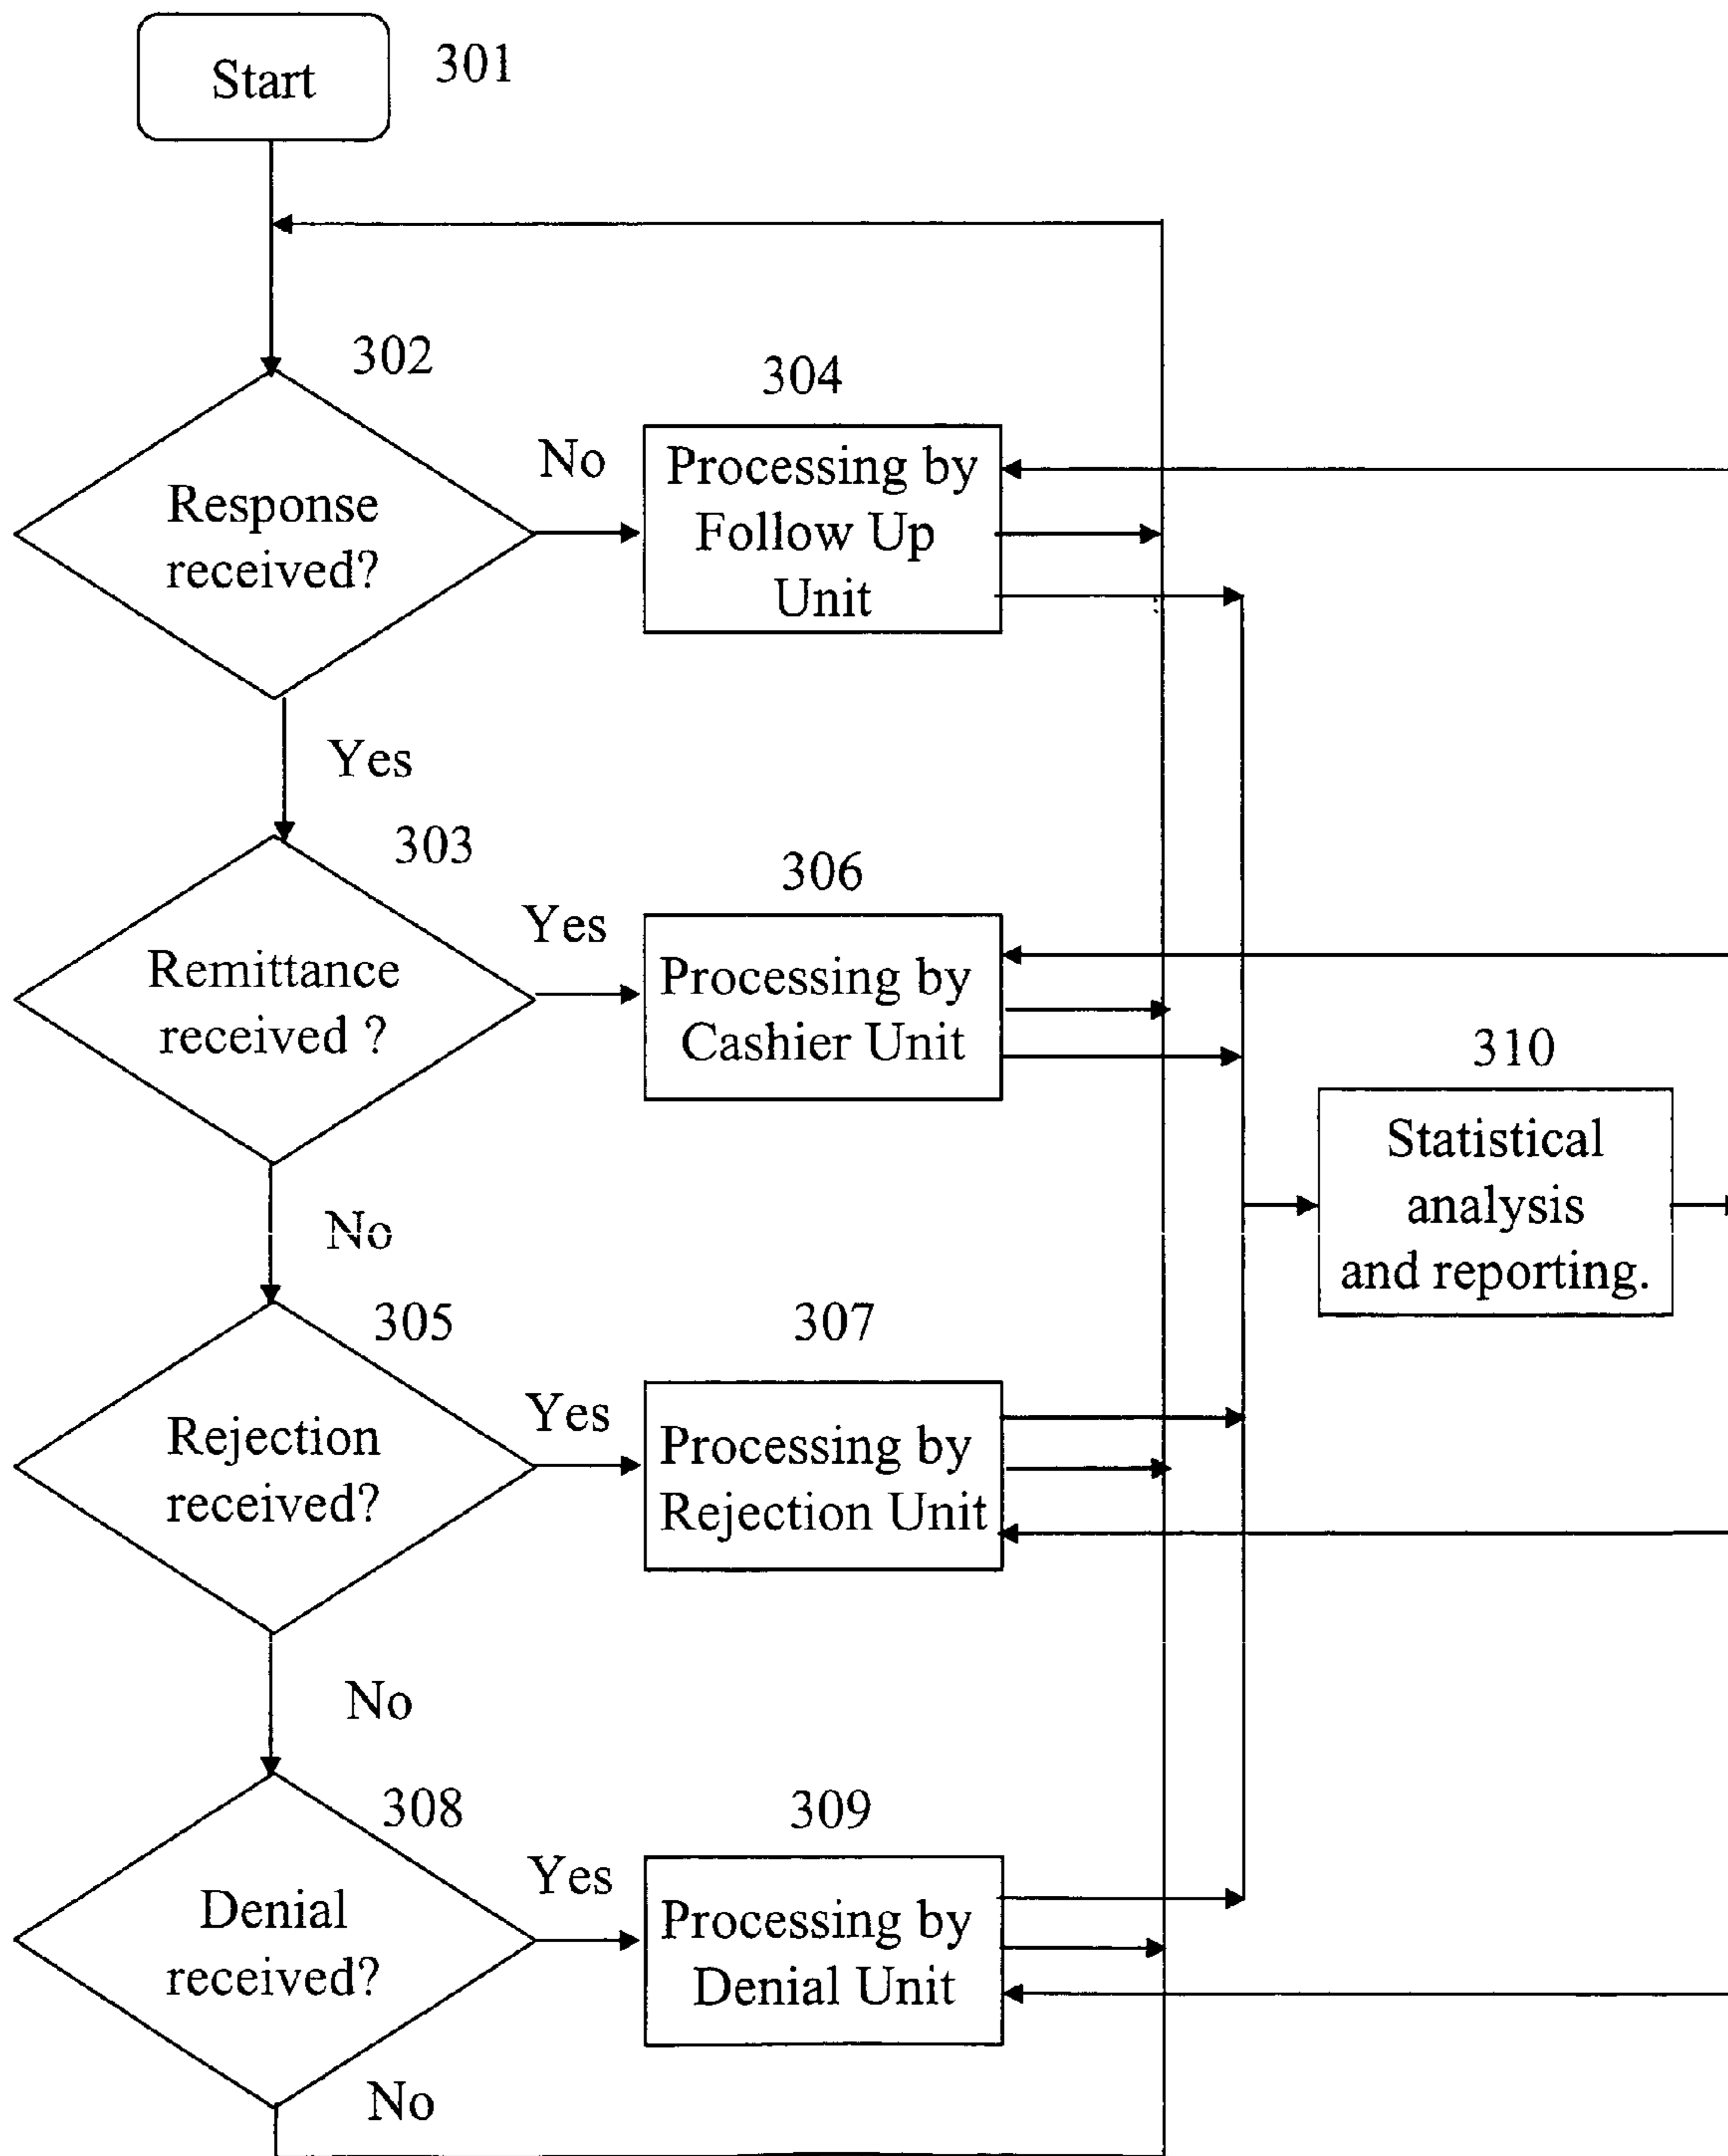 Start
301
302
304
Response
received?
No
Processing by
Follow Up
Unit
Yes
303
306
Remittance
received ?
Yes
Processing by
Cashier Unit
310
Statistical
analysis
and reporting.
No
305
307
Rejection
received?
Yes
Processing by
Rejection Unit
No
308
309
Denial
received?
Yes
Processing by
Denial Unit
No